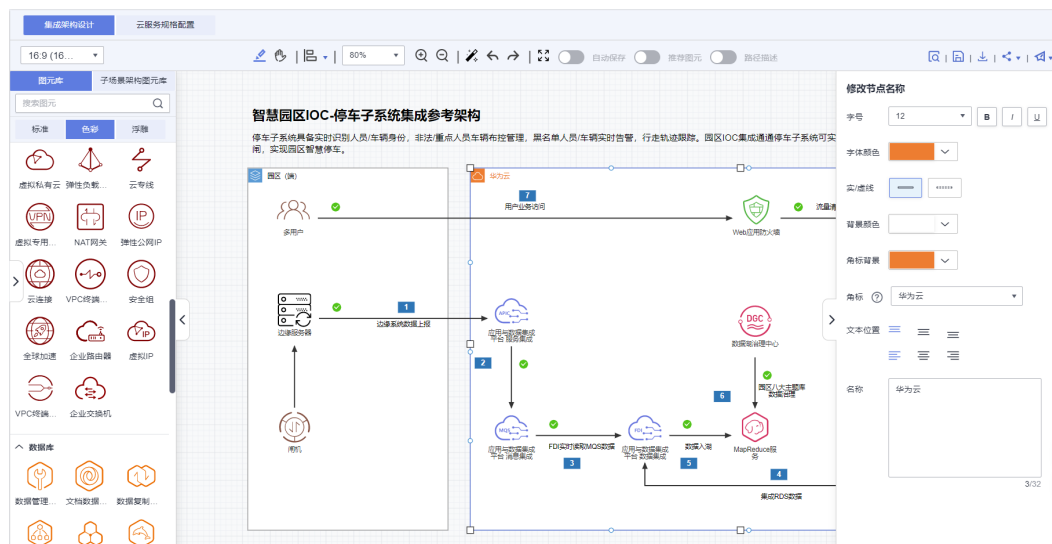 集成架构设计
云服务规格配置
16:9 (16...
80%
自动保存
推荐图元
路径描述
图元库
子场景架构图元库
搜索图元
标准
色彩
浮雕
虚拟私有云
弹性负载...
云专线
VPN
IP
虚拟专用...
NAT网关
弹性公网IP
云连接
VPC终端...
安全组
IP
全球加速
企业路由器
虚拟IP
VPC终端...
企业交换机
数据库
数据管理...
文档数据...
数据复制...
智慧园区IOC-停车子系统集成参考架构
停车子系统具备实时识别人员/车辆身份，非法/重点人员车辆布控管理，黑名单人员/车辆实时告警，行走轨迹跟踪。园区IOC集成通通停车子系统可实
闸，实现园区智慧停车。
园区（端）
华为云
7
用户业务访问
多用户
Web应用防火墙
流量清
1
边缘系统数据上报
边缘服务器
APIC
应用与数据集成
平台 服务集成
DGC
数据湖治理中心
2
园区八大主题库
数据治理
6
闸机
MQS
应用与数据集成
平台 消息集成
FDI实时读取MQS数据
3
FDI
应用与数据集成
平台 数据集成
数据入湖
5
MapReduce服
务
4
集成RDS数据
修改节点名称
字号
12
B
I
U
字体颜色
实/虚线
背景颜色
角标背景
角标
?
华为云
文本位置
名称
华为云
3/32